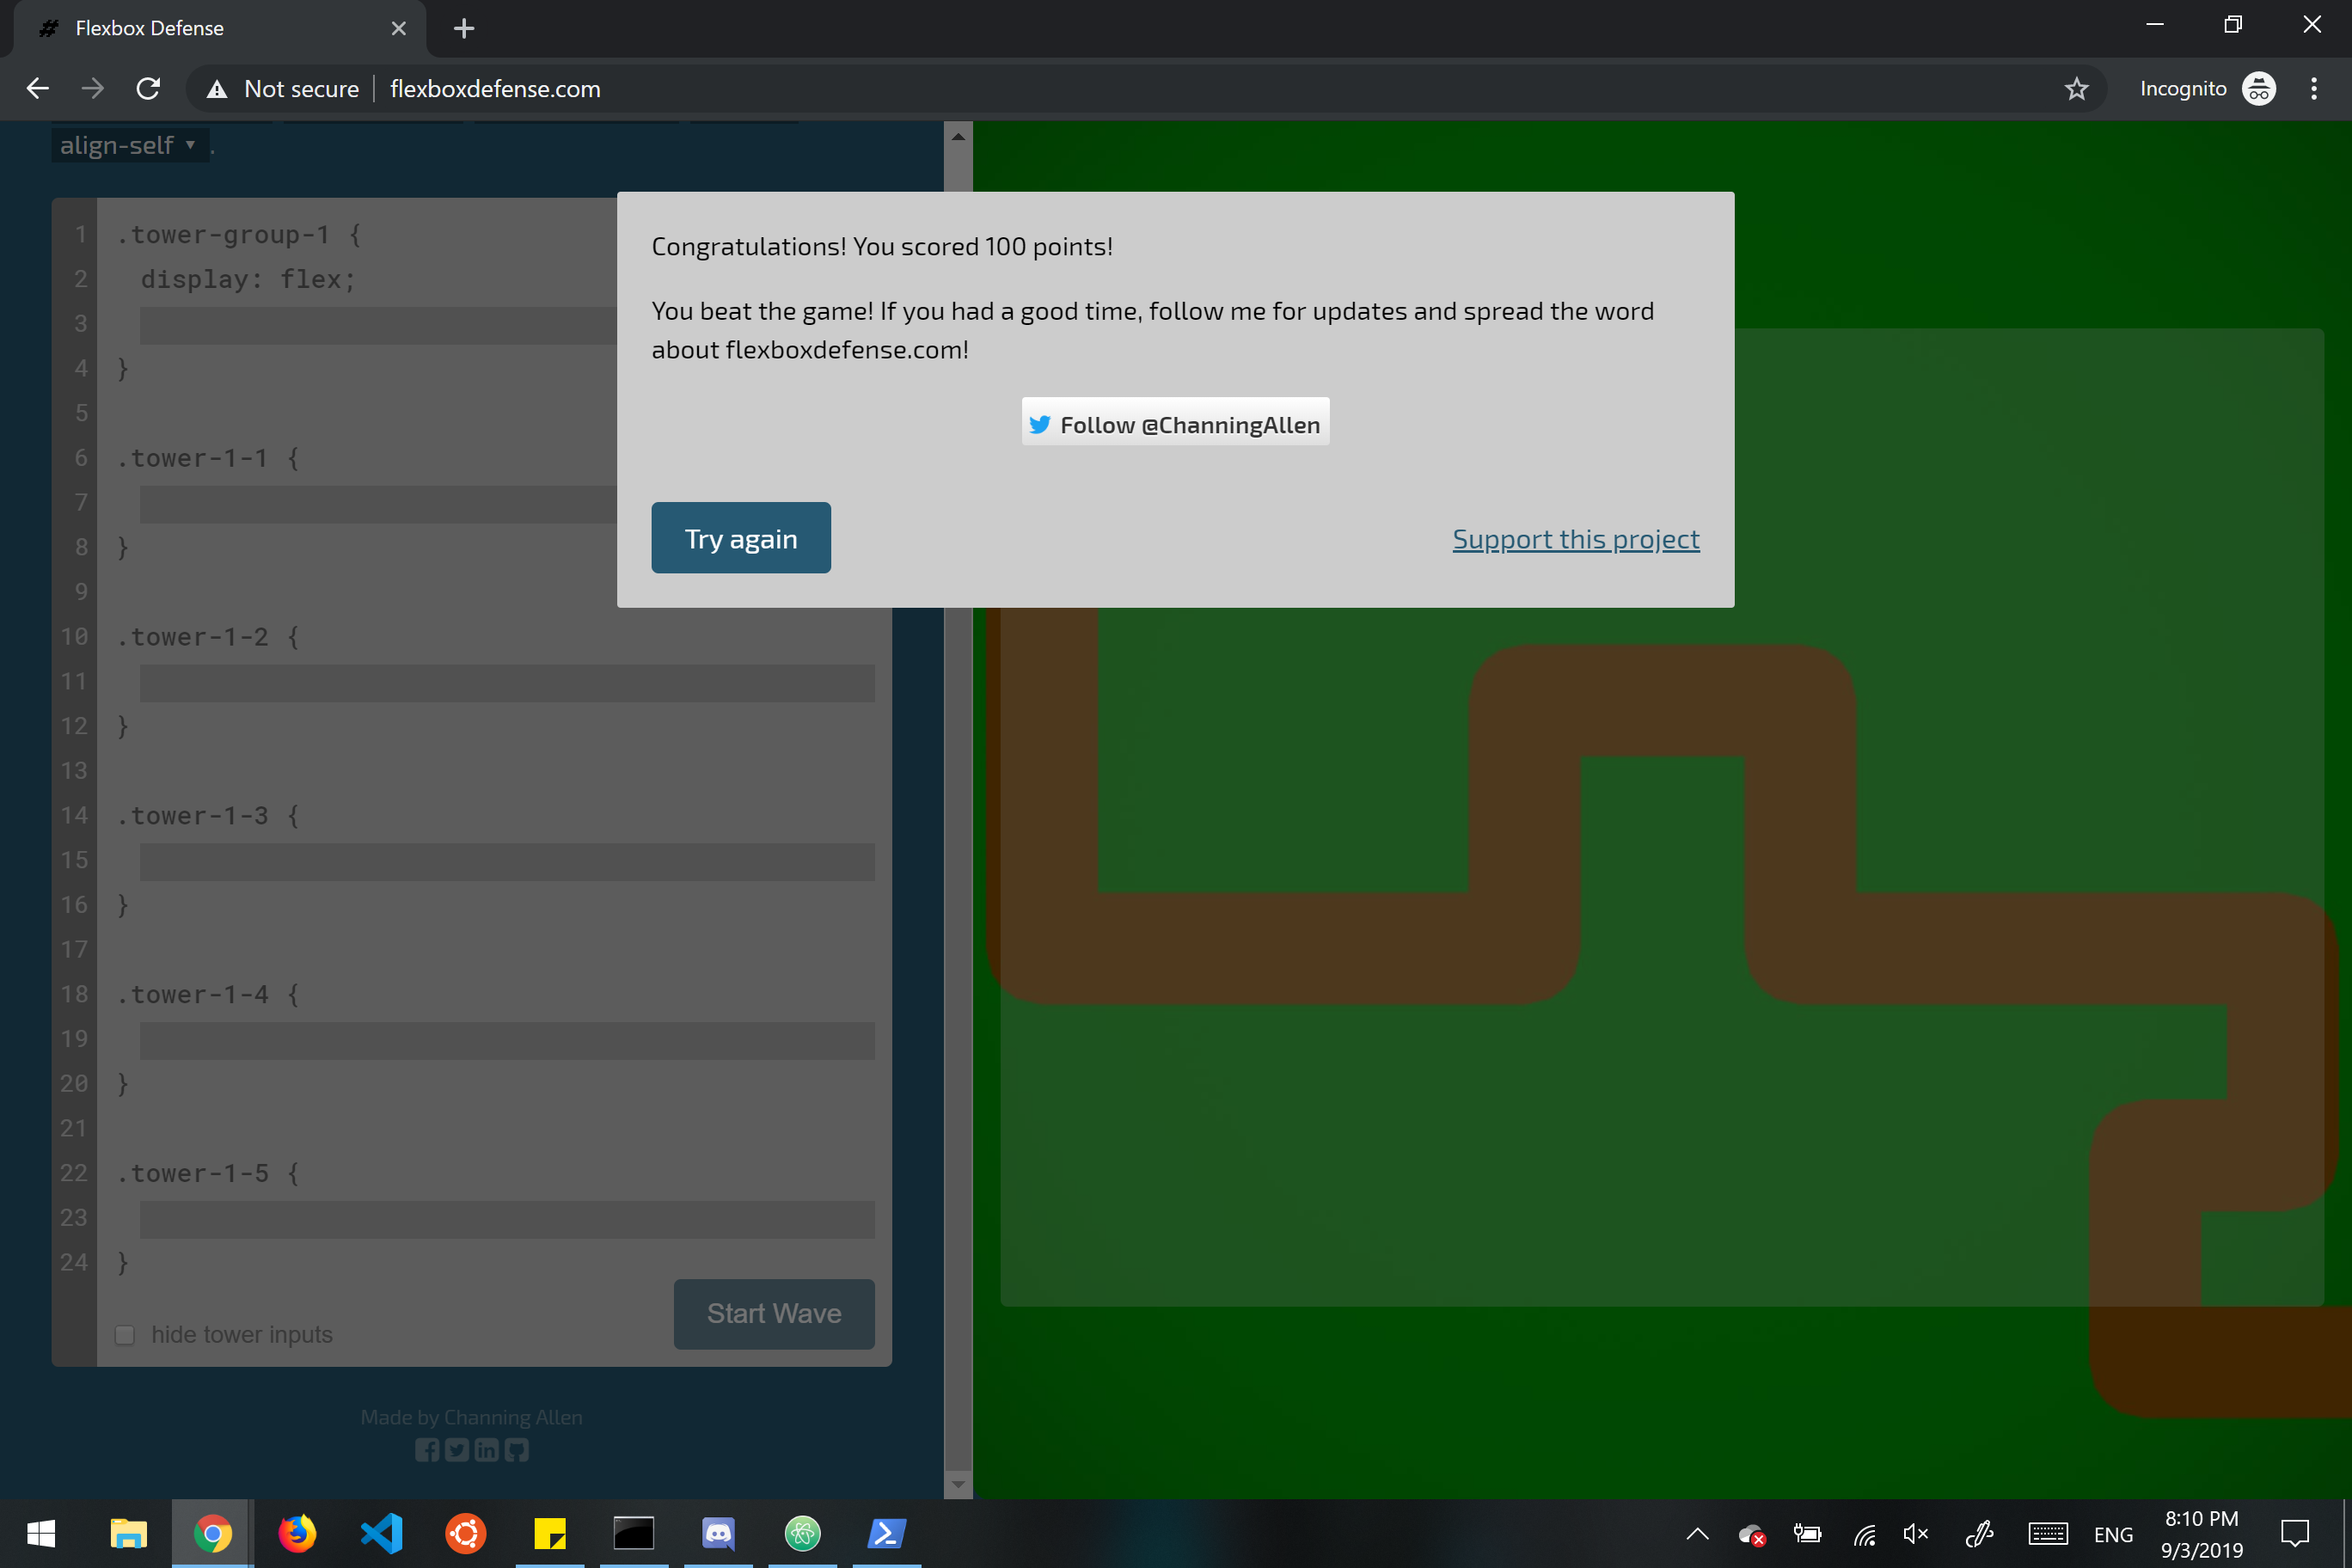 Flexbox Defense
Not secure
flexboxdefense.com
Incognito
align-self ▼ .
1 .tower-group-1 {
2 display: flex;
3
4 }
5
6 .tower-1-1 {
7
8 }
9
10 .tower-1-2 {
11
12 }
13
14 .tower-1-3 {
15
16 }
17
18 .tower-1-4 {
19
20 }
21
22 .tower-1-5 {
23
24 }
hide tower inputs
Start Wave
Made by Channing Allen
Congratulations! You scored 100 points!
You beat the game! If you had a good time, follow me for updates and spread the word
about flexboxdefense.com!
Follow @ChanningAllen
Try again
Support this project
ENG
8:10 PM
9/3/2019